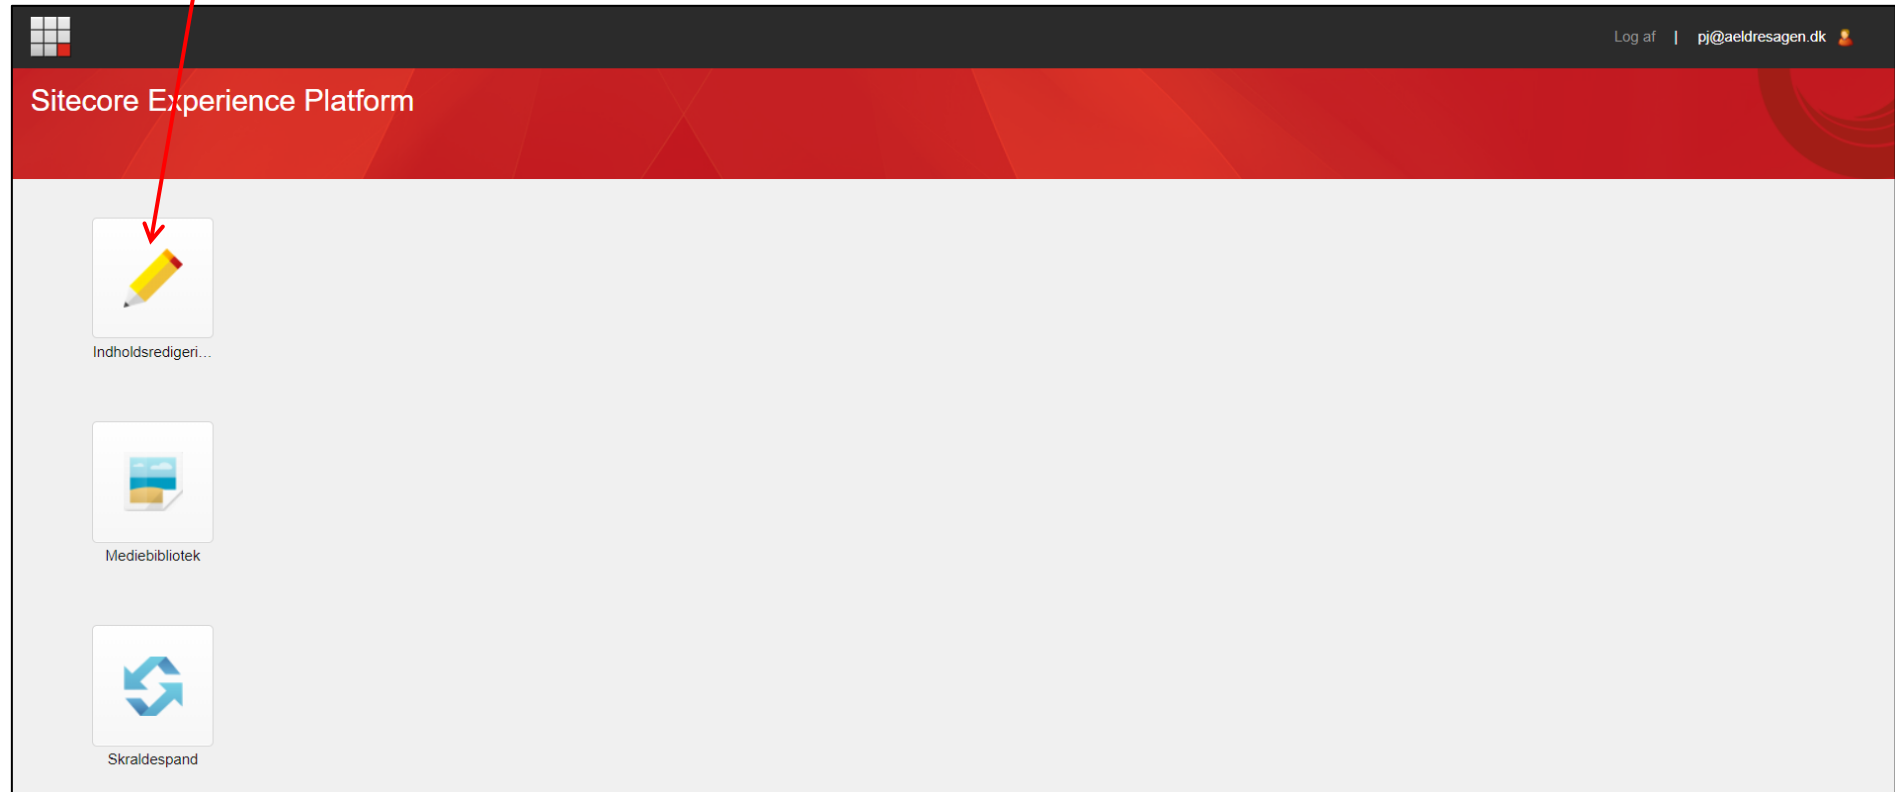 Log af | pj@aeldresagen.dk
Sitecore Experience Platform
Indholdsredigeri...
Mediebibliotek
Skraldespand